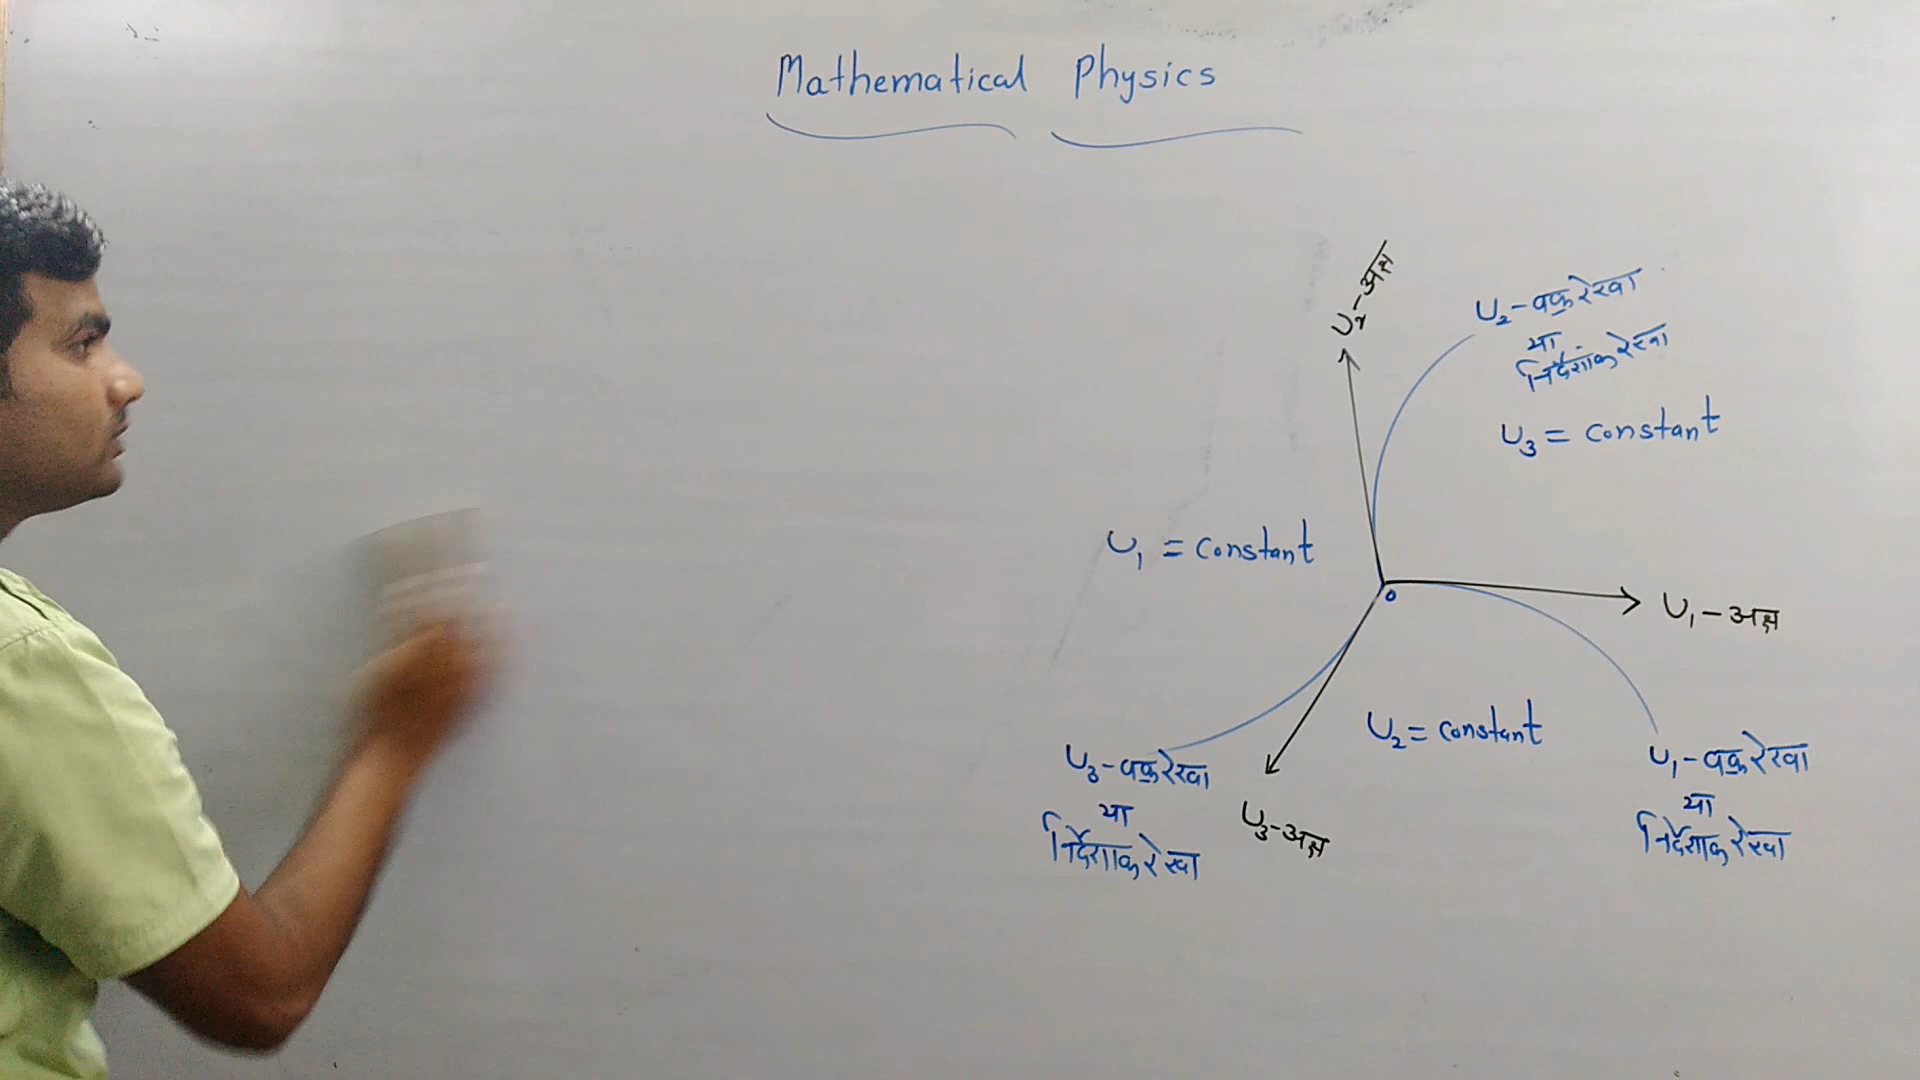 Mathematical Physics
U₂-अक्ष
U₂-वक्र रेखा
या
निर्देशांक रेखा
U₃ = constant
U₁ = constant
O
U₁-अक्ष
U₂ = constant
U₃-वक्र रेखा
या
निर्देशांक रेखा
U₃-अक्ष
U₁-वक्र रेखा
या
निर्देशांक रेखा